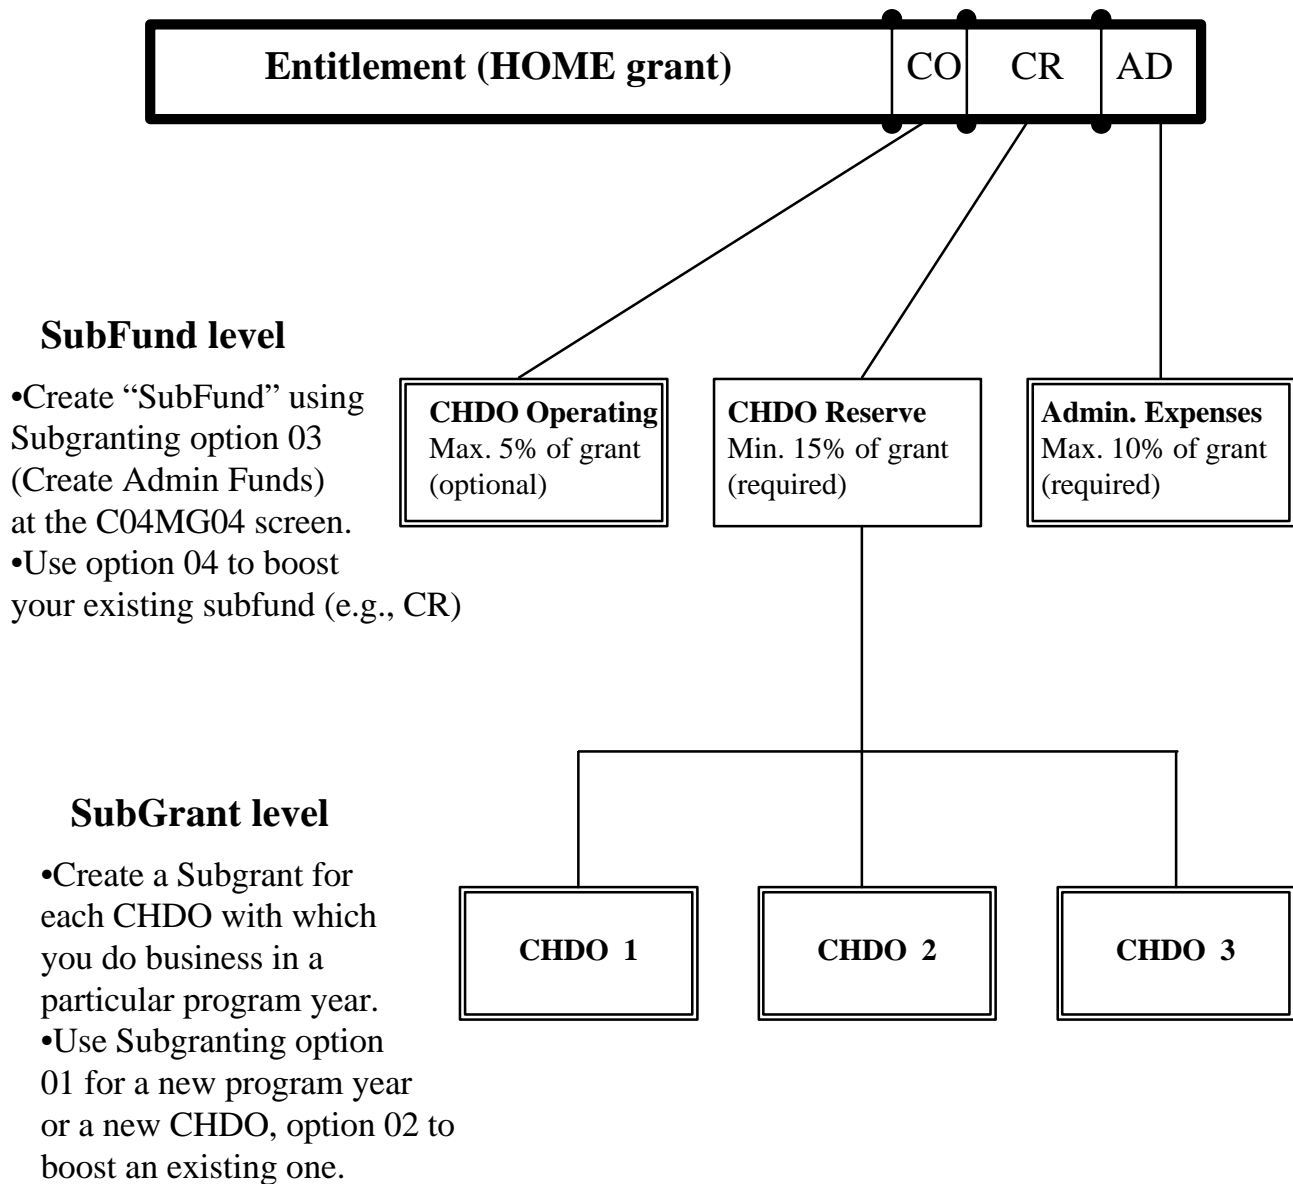 Entitlement (HOME grant) CO CR AD
SubFund level
•Create “SubFund” using
Subgranting option 03
(Create Admin Funds)
at the C04MG04 screen.
•Use option 04 to boost
your existing subfund (e.g., CR)
CHDO Operating
Max. 5% of grant
(optional)
CHDO Reserve
Min. 15% of grant
(required)
Admin. Expenses
Max. 10% of grant
(required)
SubGrant level
•Create a Subgrant for
each CHDO with which
you do business in a
particular program year.
•Use Subgranting option
01 for a new program year
or a new CHDO, option 02 to
boost an existing one.
CHDO 1
CHDO 2
CHDO 3